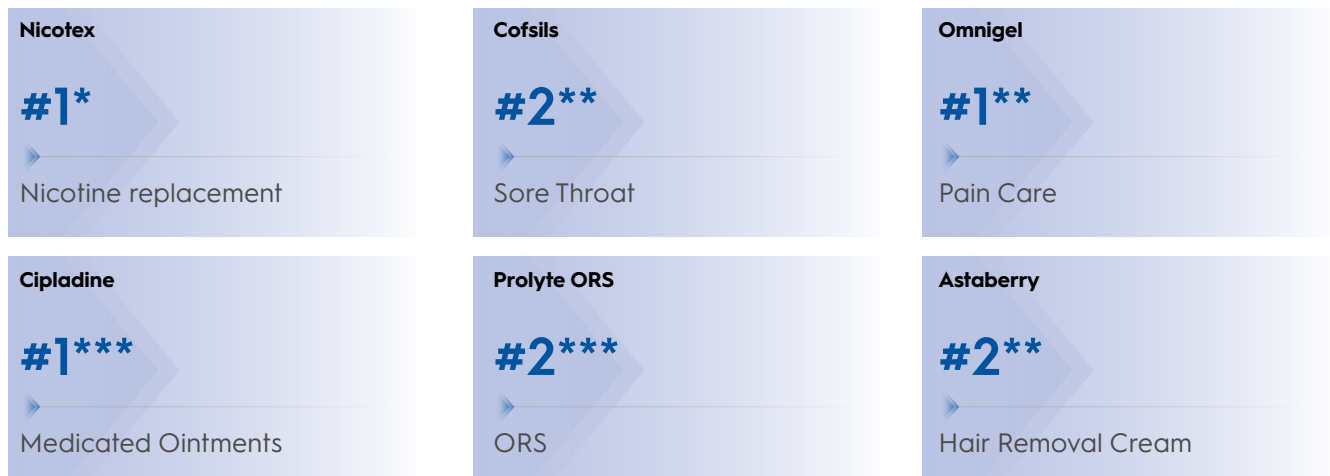 Nicotex
#1*
Nicotine replacement
Cofsils
#2**
Sore Throat
Omnigel
#1**
Pain Care
Cipladine
#1***
Medicated Ointments
Prolyte ORS
#2***
ORS
Astaberry
#2**
Hair Removal Cream